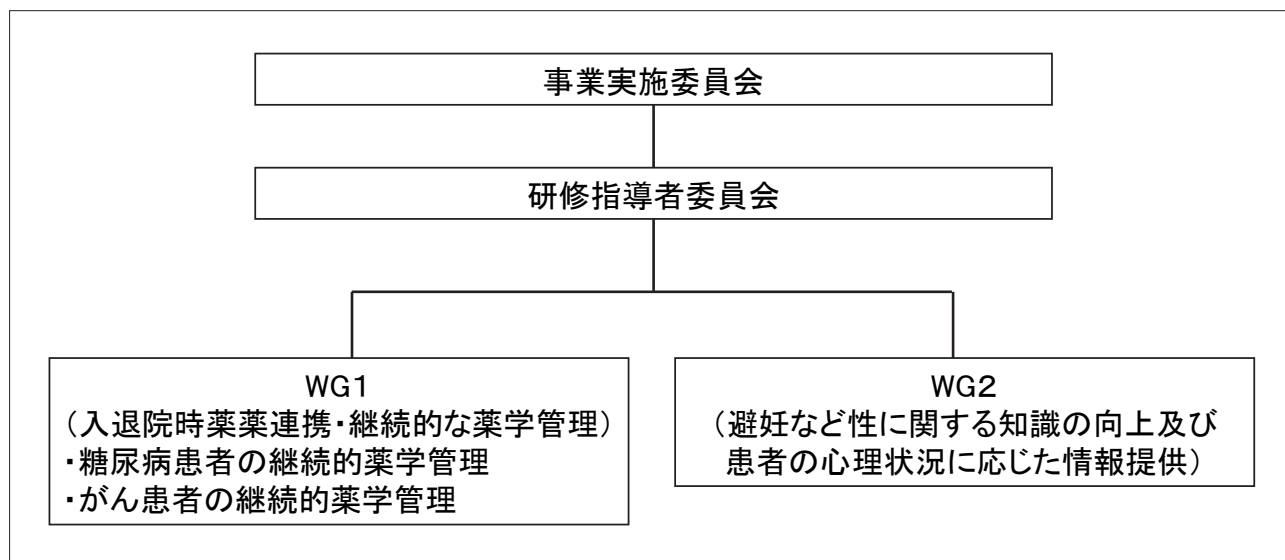 事業実施委員会
研修指導者委員会
WG1
(入退院時薬薬連携・継続的な薬学管理)
・糖尿病患者の継続的薬学管理
・がん患者の継続的薬学管理
WG2
(避妊など性に関する知識の向上及び
患者の心理状況に応じた情報提供)